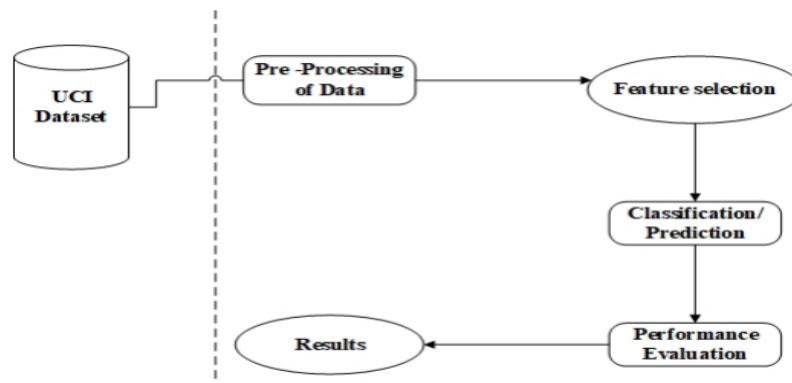 UCI
Dataset
Pre -Processing
of Data
Feature selection
Classification/
Prediction
Performance
Evaluation
Results